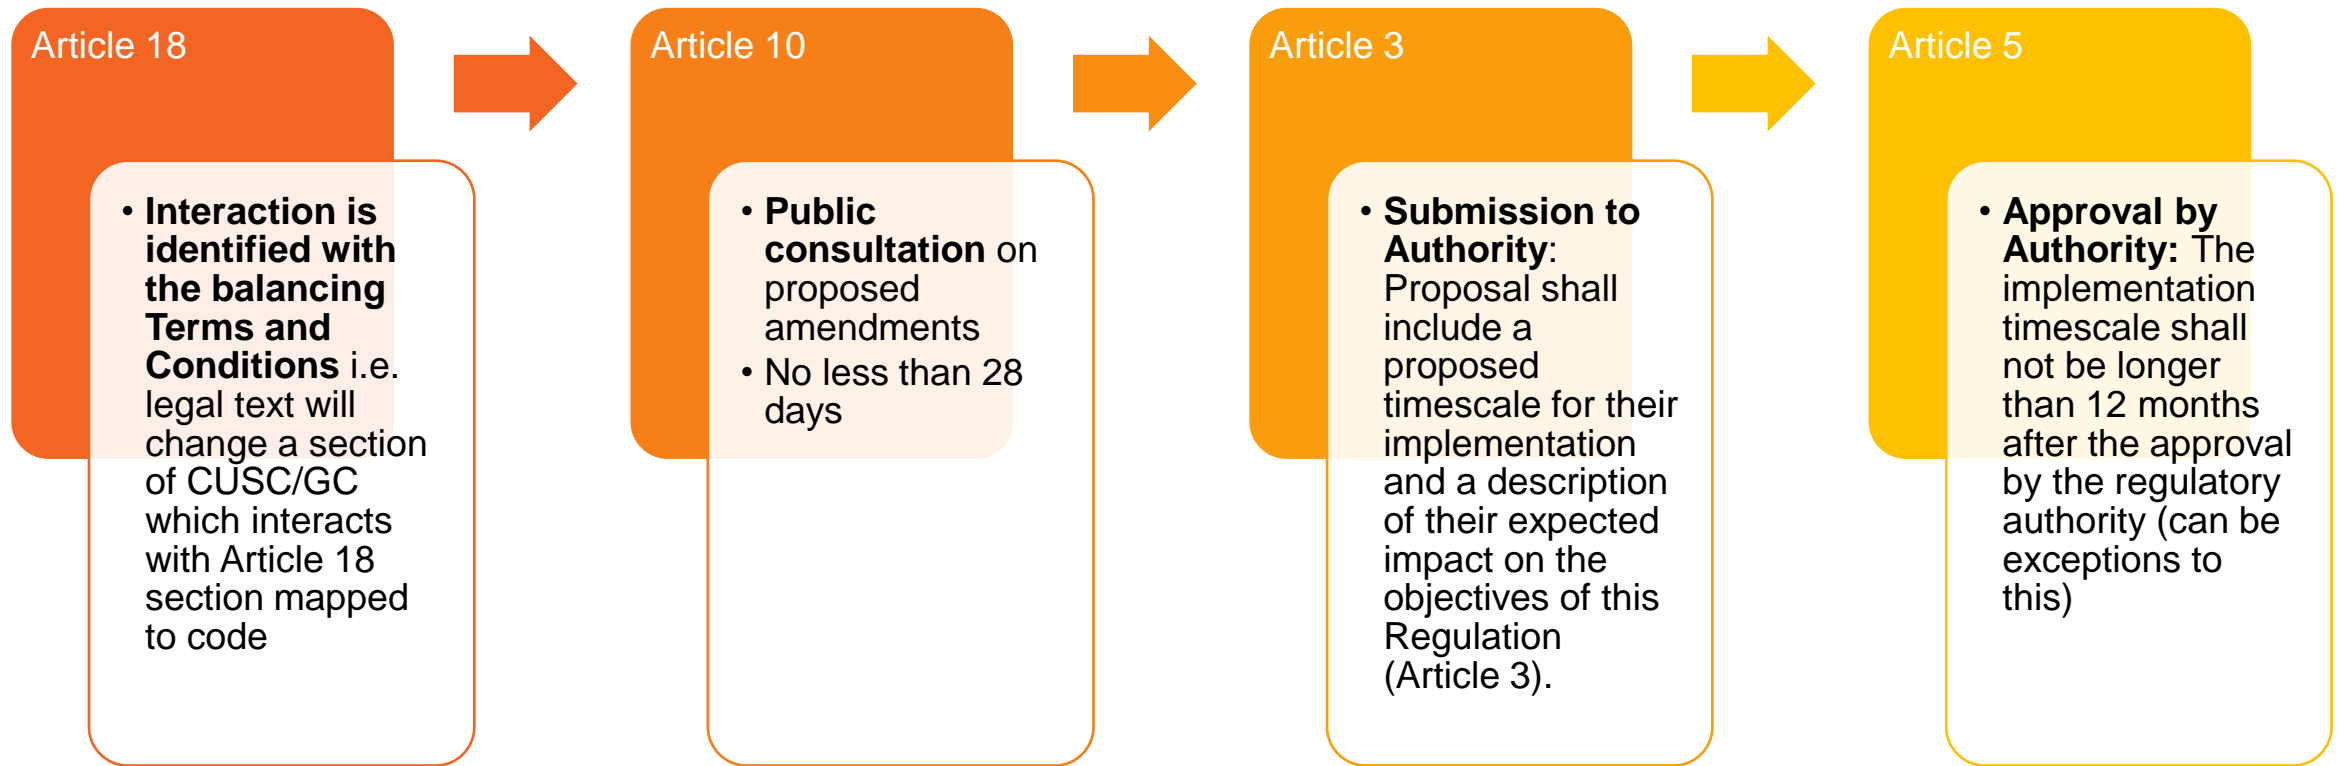 Article 18
• Interaction is
identified with
the balancing
Terms and
Conditions i.e.
legal text will
change a section
of CUSC/GC
which interacts
with Article 18
section mapped
to code
Article 10
• Public
consultation on
proposed
amendments
• No less than 28
days
Article 3
• Submission to
Authority:
Proposal shall
include a
proposed
timescale for their
implementation
and a description
of their expected
impact on the
objectives of this
Regulation
(Article 3).
Article 5
• Approval by
Authority: The
implementation
timescale shall
not be longer
than 12 months
after the approval
by the regulatory
authority (can be
exceptions to
this)